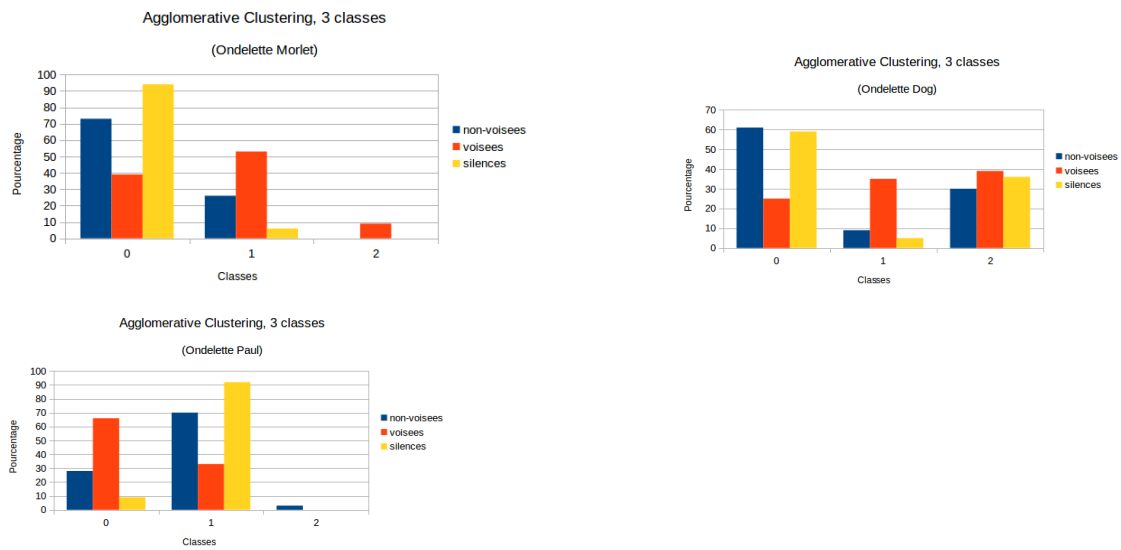 Agglomerative Clustering, 3 classes
(Ondelette Morlet)
Pourcentage
100
90
80
70
60
50
40
30
20
10
0
0 1 2
Classes
non-voisees
voisees
silences
Agglomerative Clustering, 3 classes
(Ondelette Dog)
Pourcentage
70
60
50
40
30
20
10
0
0 1 2
Classes
non-voisees
voisees
silences
Agglomerative Clustering, 3 classes
(Ondelette Paul)
Pourcentage
100
90
80
70
60
50
40
30
20
10
0
0 1 2
Classes
non-voisees
voisees
silences